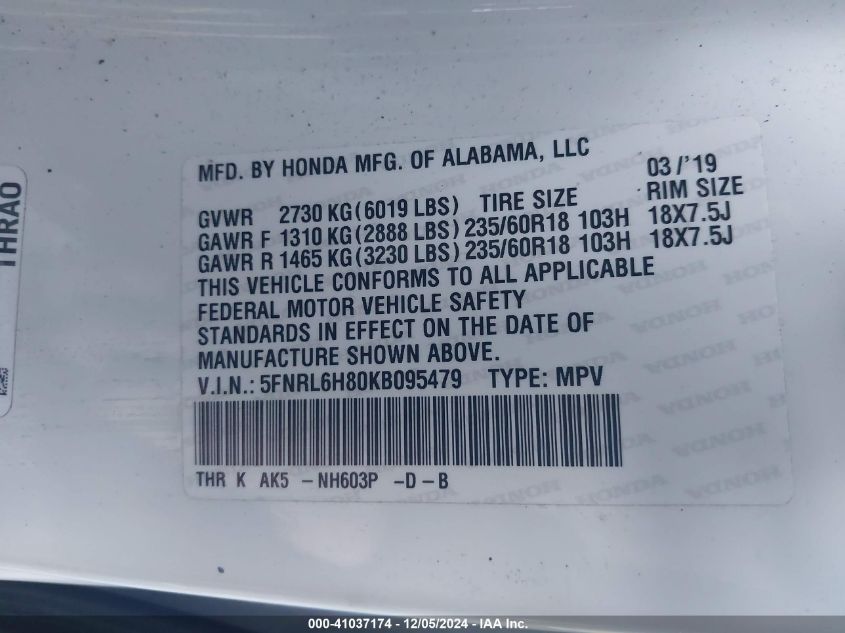 MFD. BY HONDA MFG. OF ALABAMA, LLC 03/'19
GVWR 2730 KG(6019 LBS) TIRE SIZE RIM SIZE
GAWR F 1310 KG(2888 LBS) 235/60R18 103H 18X7.5J
GAWR R 1465 KG(3230 LBS) 235/60R18 103H 18X7.5J
THIS VEHICLE CONFORMS TO ALL APPLICABLE
FEDERAL MOTOR VEHICLE SAFETY
STANDARDS IN EFFECT ON THE DATE OF
MANUFACTURE SHOWN ABOVE.
V.I.N.: 5FNRL6H80KB095479 TYPE: MPV
THR K AK5 -NH603P -D-B
THRA0
HONDA
000-41037174 - 12/05/2024 - IAA Inc.